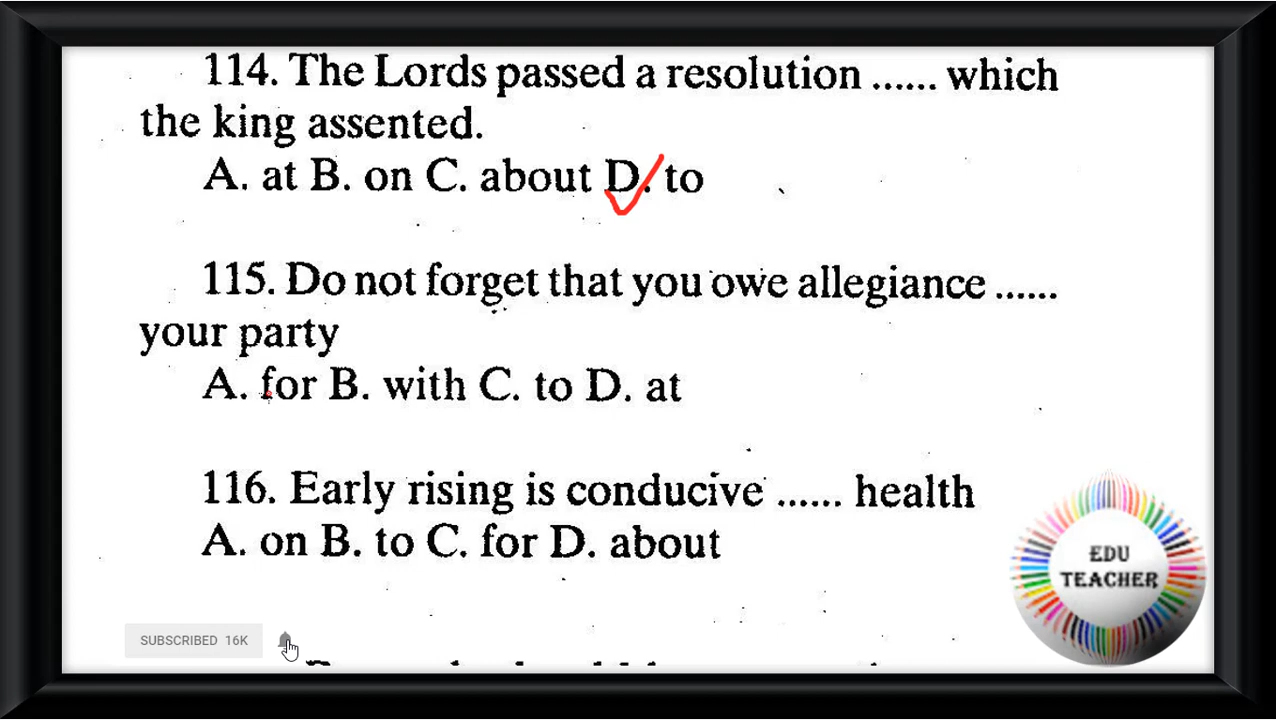 114. The Lords passed a resolution ...... which
the king assented.
A. at B. on C. about D. to
115. Do not forget that you owe allegiance ......
your party
A. for B. with C. to D. at
116. Early rising is conducive ...... health
A. on B. to C. for D. about
EDU
TEACHER
SUBSCRIBED 16K